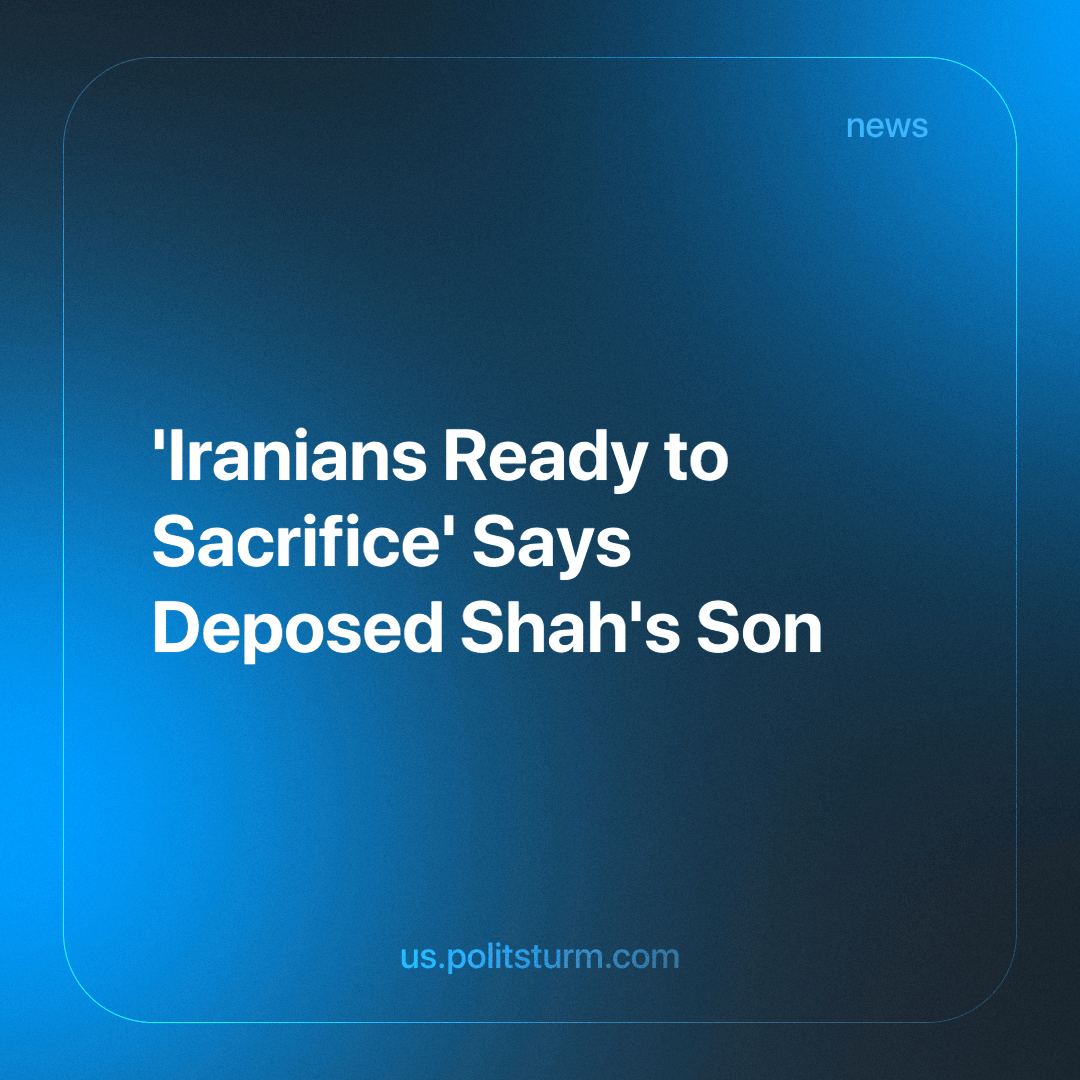 news
'Iranians Ready to
Sacrifice' Says
Deposed Shah's Son
us.politsturm.com